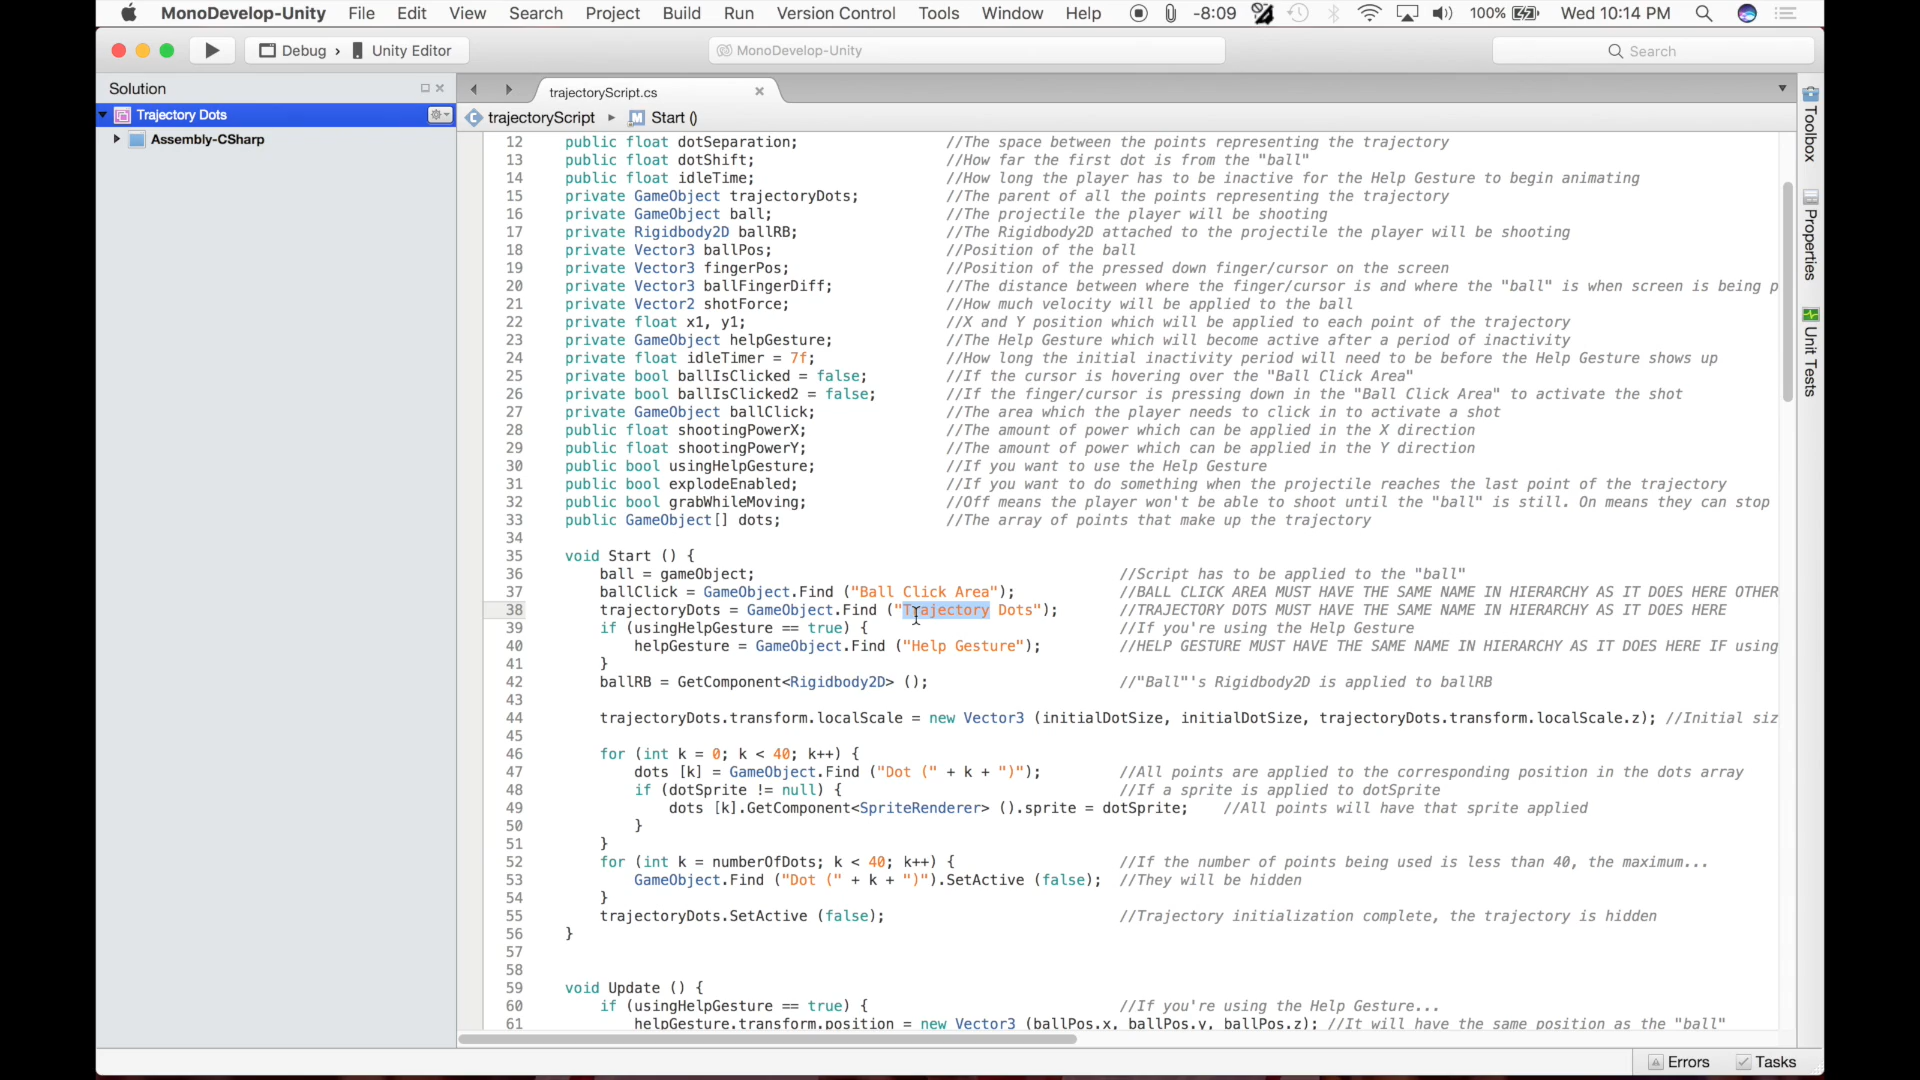 MonoDevelop-Unity File Edit View Search Project Build Run Version Control Tools Window Help -8:09 100% Wed 10:14 PM
Debug Unity Editor MonoDevelop-Unity Search
Solution
Trajectory Dots
Assembly-CSharp
trajectoryScript.cs
trajectoryScript Start ()
12 public float dotSeparation; //The space between the points representing the trajectory
13 public float dotShift; //How far the first dot is from the "ball"
14 public float idleTime; //How long the player has to be inactive for the Help Gesture to begin animating
15 private GameObject trajectoryDots; //The parent of all the points representing the trajectory
16 private GameObject ball; //The projectile the player will be shooting
17 private Rigidbody2D ballRB; //The Rigidbody2D attached to the projectile the player will be shooting
18 private Vector3 ballPos; //Position of the ball
19 private Vector3 fingerPos; //Position of the pressed down finger/cursor on the screen
20 private Vector3 ballFingerDiff; //The distance between where the finger/cursor is and where the "ball" is when screen is being p
21 private Vector2 shotForce; //How much velocity will be applied to the ball
22 private float x1, y1; //X and Y position which will be applied to each point of the trajectory
23 private GameObject helpGesture; //The Help Gesture which will become active after a period of inactivity
24 private float idleTimer = 7f; //How long the initial inactivity period will need to be before the Help Gesture shows up
25 private bool ballIsClicked = false; //If the cursor is hovering over the "Ball Click Area"
26 private bool ballIsClicked2 = false; //If the finger/cursor is pressing down in the "Ball Click Area" to activate the shot
27 private GameObject ballClick; //The area which the player needs to click in to activate a shot
28 public float shootingPowerX; //The amount of power which can be applied in the X direction
29 public float shootingPowerY; //The amount of power which can be applied in the Y direction
30 public bool usingHelpGesture; //If you want to use the Help Gesture
31 public bool explodeEnabled; //If you want to do something when the projectile reaches the last point of the trajectory
32 public bool grabWhileMoving; //Off means the player won't be able to shoot until the "ball" is still. On means they can stop
33 public GameObject[] dots; //The array of points that make up the trajectory
34
35 void Start () {
36 ball = gameObject; //Script has to be applied to the "ball"
37 ballClick = GameObject.Find ("Ball Click Area"); //BALL CLICK AREA MUST HAVE THE SAME NAME IN HIERARCHY AS IT DOES HERE OTHER
38 trajectoryDots = GameObject.Find ("Trajectory Dots"); //TRAJECTORY DOTS MUST HAVE THE SAME NAME IN HIERARCHY AS IT DOES HERE
39 if (usingHelpGesture == true) { //If you're using the Help Gesture
40 helpGesture = GameObject.Find ("Help Gesture"); //HELP GESTURE MUST HAVE THE SAME NAME IN HIERARCHY AS IT DOES HERE IF using
41 }
42 ballRB = GetComponent<Rigidbody2D> (); //"Ball"'s Rigidbody2D is applied to ballRB
43
44 trajectoryDots.transform.localScale = new Vector3 (initialDotSize, initialDotSize, trajectoryDots.transform.localScale.z); //Initial siz
45
46 for (int k = 0; k < 40; k++) {
47 dots [k] = GameObject.Find ("Dot (" + k + ")"); //All points are applied to the corresponding position in the dots array
48 if (dotSprite != null) { //If a sprite is applied to dotSprite
49 dots [k].GetComponent<SpriteRenderer> ().sprite = dotSprite; //All points will have that sprite applied
50 }
51 }
52 for (int k = numberOfDots; k < 40; k++) { //If the number of points being used is less than 40, the maximum...
53 GameObject.Find ("Dot (" + k + ")").SetActive (false); //They will be hidden
54 }
55 trajectoryDots.SetActive (false); //Trajectory initialization complete, the trajectory is hidden
56 }
57
58
59 void Update () {
60 if (usingHelpGesture == true) { //If you're using the Help Gesture...
61 helpGesture.transform.position = new Vector3 (ballPos.x, ballPos.y, ballPos.z); //It will have the same position as the "ball"
Toolbox
Properties
Unit Tests
Errors Tasks